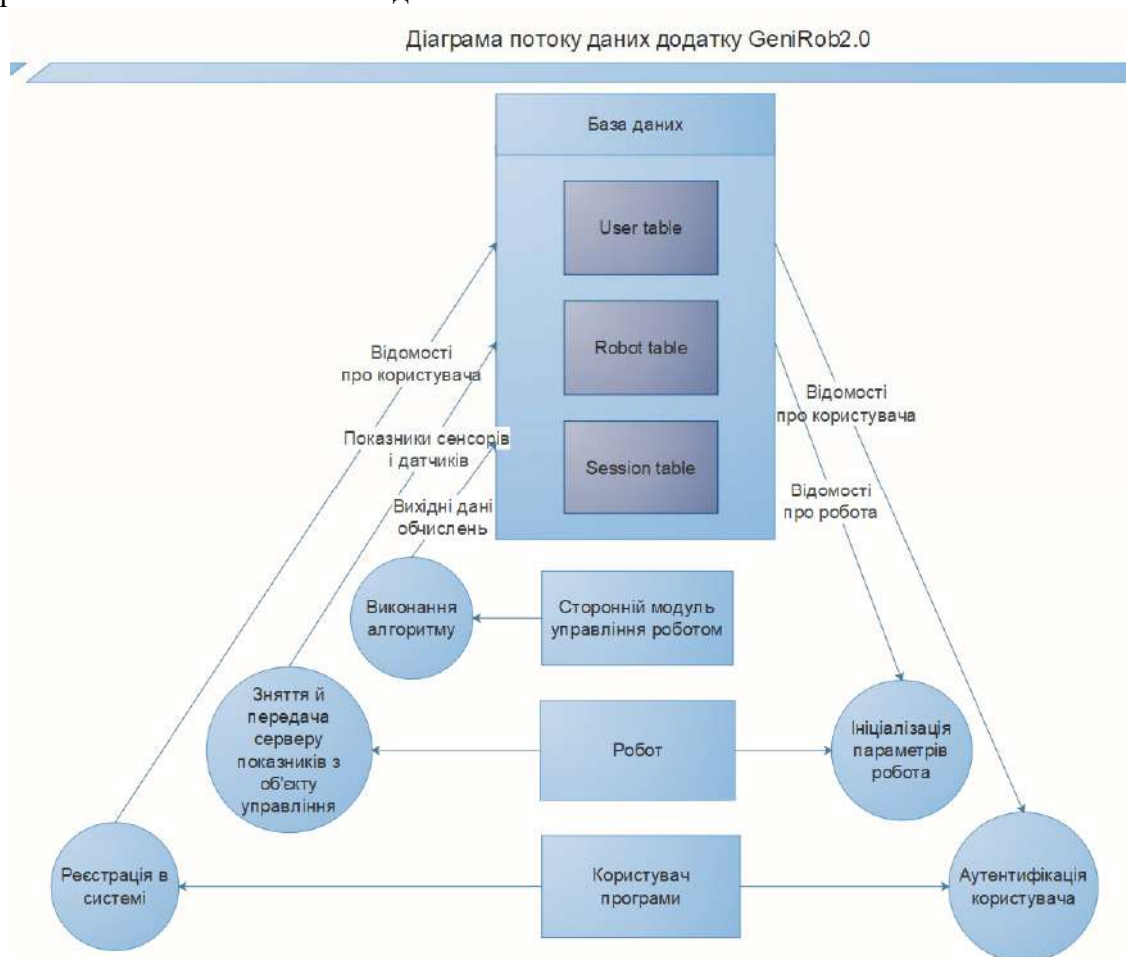 Діаграма потоку даних додатку GeniRob2.0
База даних
User table
Robot table
Session table
Відомості
про користувача
Показники сенсорів
і датчиків
Вихідні дані
обчислень
Відомості
про користувача
Відомості
про робота
Виконання
алгоритму
Сторонній модуль
управління роботом
Зняття й
передача
серверу
показників з
об'єкту
управління
Робот
Ініціалізація
параметрів
робота
Реєстрація в
системі
Користувач
програми
Аутентифікація
користувача